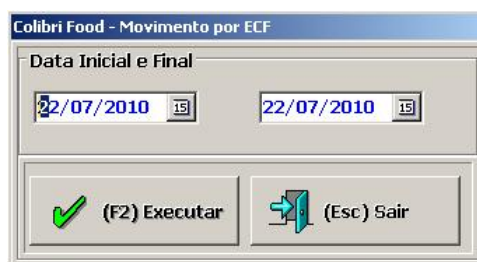 Colibri Food - Movimento por ECF
Data Inicial e Final
22/07/2010 15 22/07/2010 15
(F2) Executar (Esc) Sair